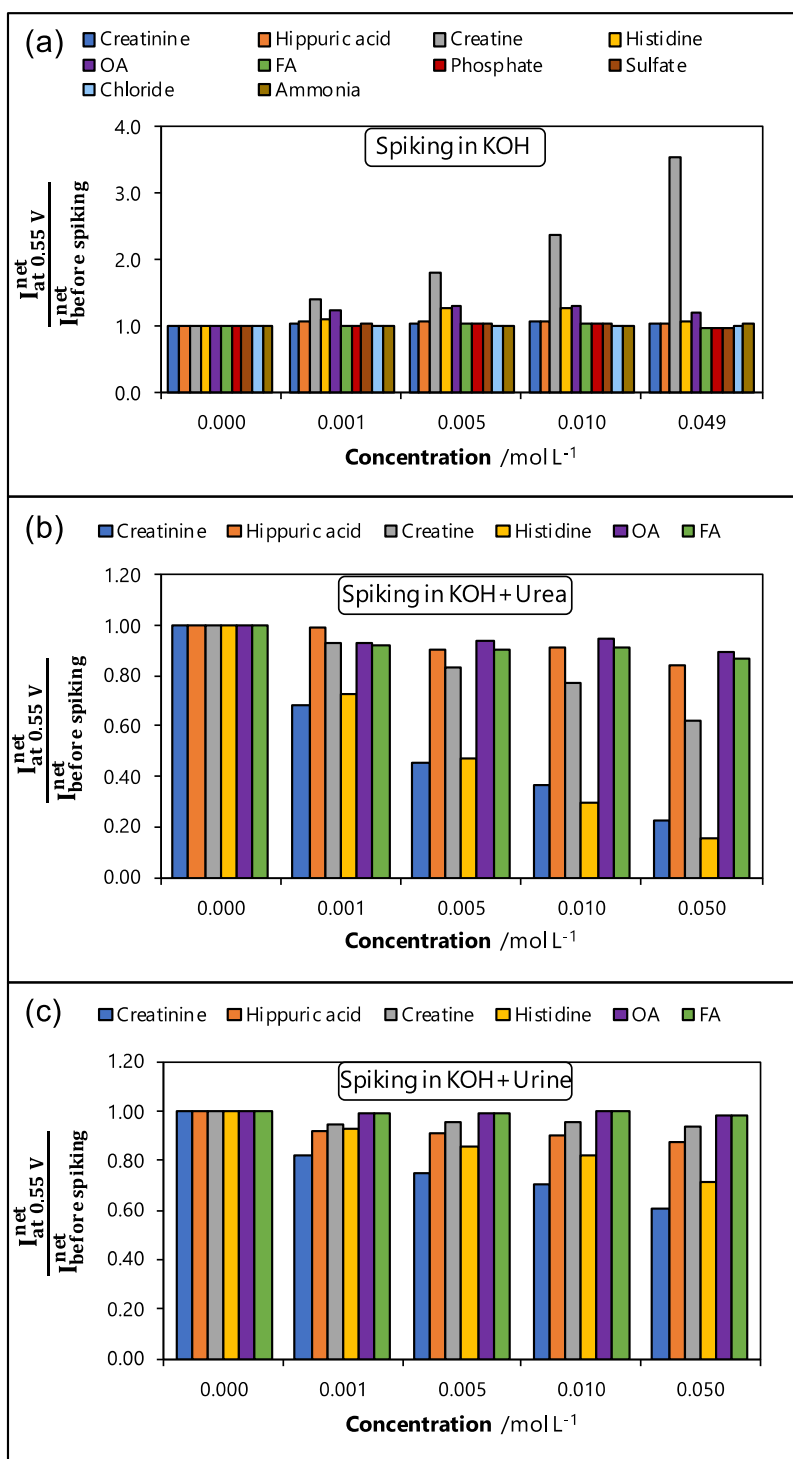 (a)
Creatinine Hippuric acid Creatine Histidine
OA FA Phosphate Sulfate
Chloride Ammonia
Spiking in KOH
4.0
3.0
2.0
1.0
0.0
I net at 0.55 V
I net before spiking
0.000 0.001 0.005 0.010 0.049
Concentration /mol L-1
(b)
Creatinine Hippuric acid Creatine Histidine OA FA
Spiking in KOH + Urea
1.20
1.00
0.80
0.60
0.40
0.20
0.00
I net at 0.55 V
I net before spiking
0.000 0.001 0.005 0.010 0.050
Concentration /mol L-1
(c)
Creatinine Hippuric acid Creatine Histidine OA FA
Spiking in KOH + Urine
1.20
1.00
0.80
0.60
0.40
0.20
0.00
I net at 0.55 V
I net before spiking
0.000 0.001 0.005 0.010 0.050
Concentration /mol L-1